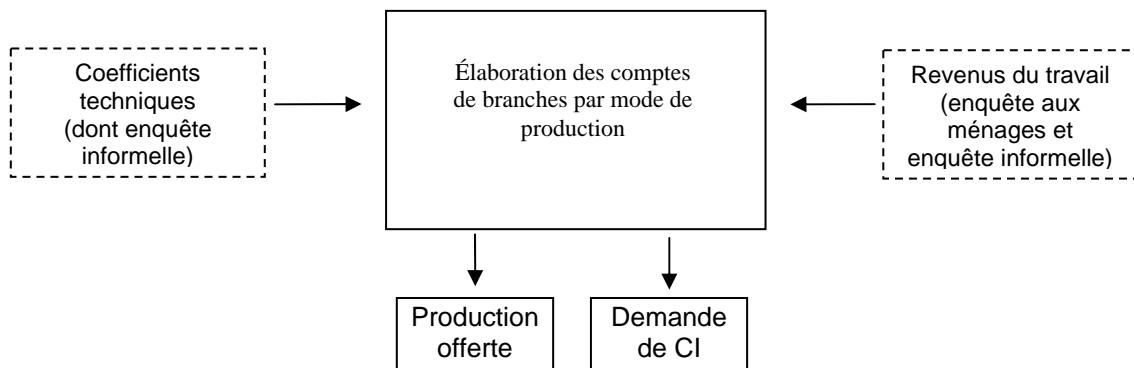 Coefficients
techniques
(dont enquête
informelle)
Élaboration des comptes
de branches par mode de
production
Revenus du travail
(enquête aux
ménages et
enquête informelle)
Production
offerte
Demande
de CI